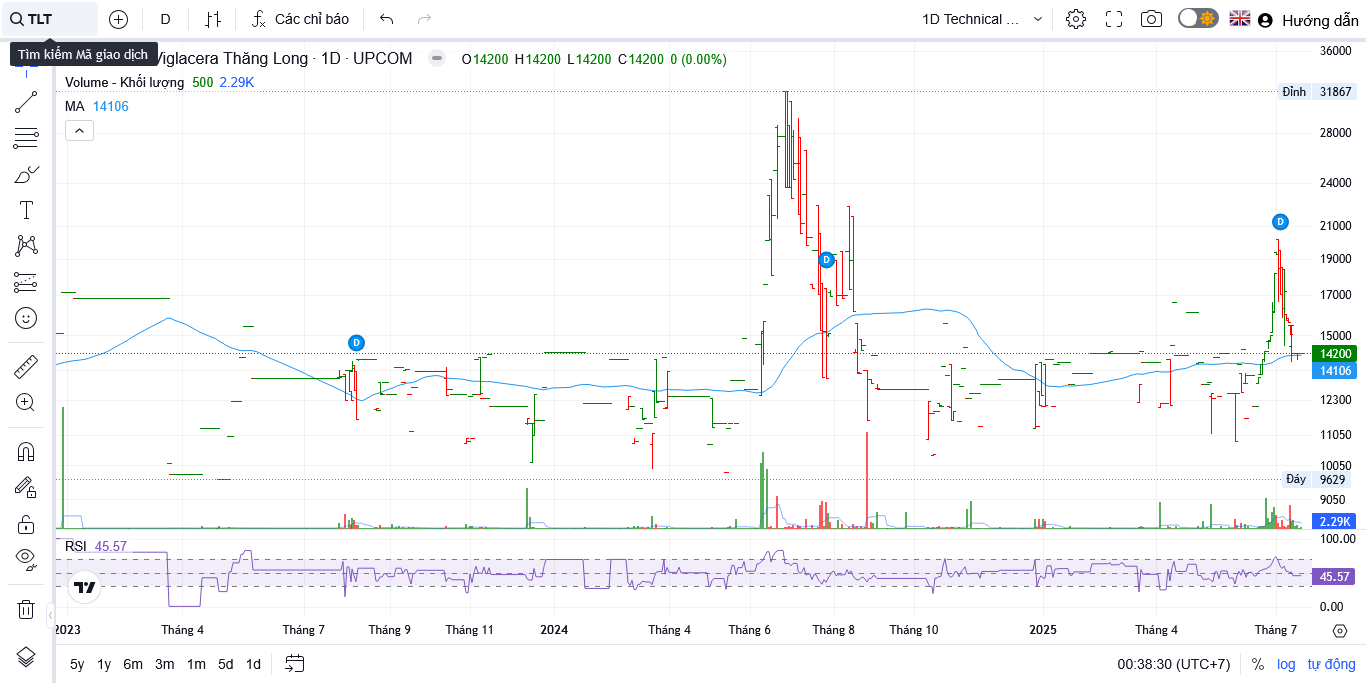 TLT
D
Các chỉ báo
1D Technical ...
Hướng dẫn
Tìm kiếm Mã giao dịch
Viglacera Thăng Long · 1D · UPCOM
O14200 H14200 L14200 C14200 0 (0.00%)
Volume - Khối lượng 500 2.29K
MA 14106
36000
Đỉnh 31867
28000
24000
21000
19000
17000
15000
14200
14106
12300
11050
10050
Đáy 9629
9050
2.29K
D
D
D
RSI 45.57
100.00
45.57
0.00
2023
Tháng 4
Tháng 7
Tháng 9
Tháng 11
2024
Tháng 4
Tháng 6
Tháng 8
Tháng 10
2025
Tháng 4
Tháng 7
5y 1y 6m 3m 1m 5d 1d
00:38:30 (UTC+7)
% log tự động